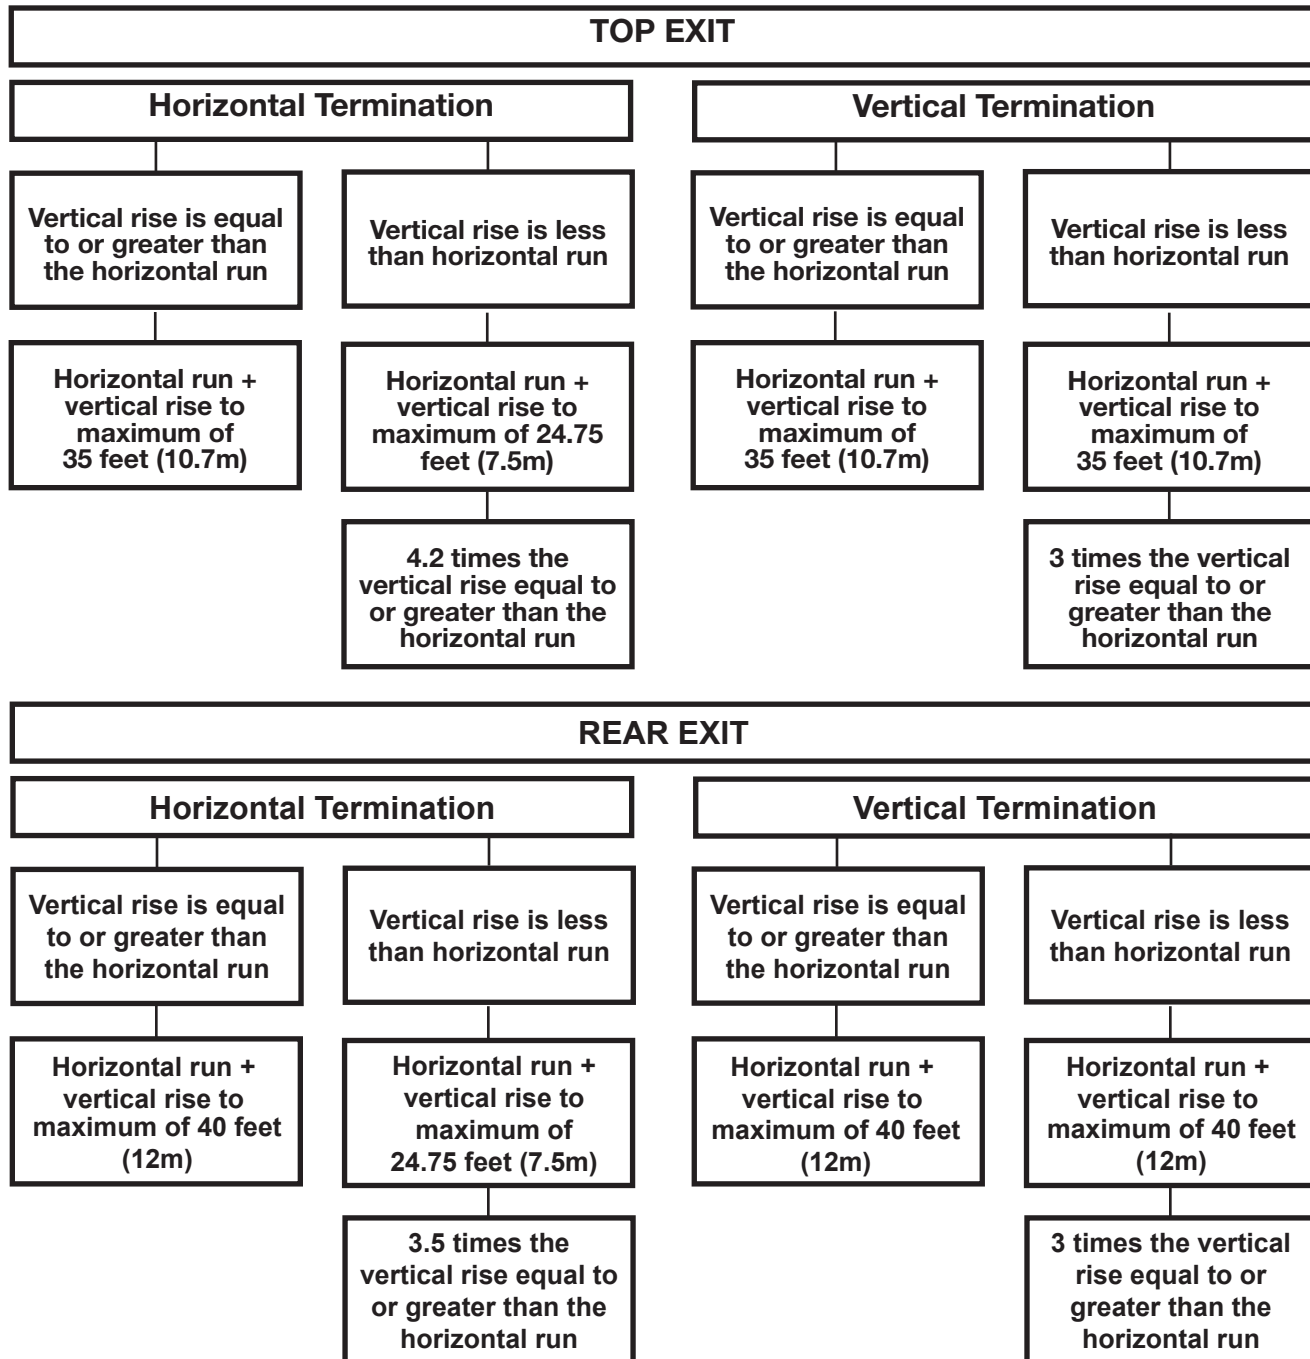 TOP EXIT
Horizontal Termination
Vertical rise is equal
to or greater than
the horizontal run
Horizontal run +
vertical rise to
maximum of
35 feet (10.7m)
Vertical rise is less
than horizontal run
Horizontal run +
vertical rise to
maximum of 24.75
feet (7.5m)
4.2 times the
vertical rise equal to
or greater than the
horizontal run
Vertical Termination
Vertical rise is equal
to or greater than
the horizontal run
Horizontal run +
vertical rise to
maximum of
35 feet (10.7m)
Vertical rise is less
than horizontal run
Horizontal run +
vertical rise to
maximum of
35 feet (10.7m)
3 times the vertical
rise equal to or
greater than the
horizontal run
REAR EXIT
Horizontal Termination
Vertical rise is equal
to or greater than
the horizontal run
Horizontal run +
vertical rise to
maximum of 40 feet
(12m)
Vertical rise is less
than horizontal run
Horizontal run +
vertical rise to
maximum of
24.75 feet (7.5m)
3.5 times the
vertical rise equal to
or greater than the
horizontal run
Vertical Termination
Vertical rise is equal
to or greater than
the horizontal run
Horizontal run +
vertical rise to
maximum of 40 feet
(12m)
Vertical rise is less
than horizontal run
Horizontal run +
vertical rise to
maximum of 40 feet
(12m)
3 times the vertical
rise equal to or
greater than the
horizontal run